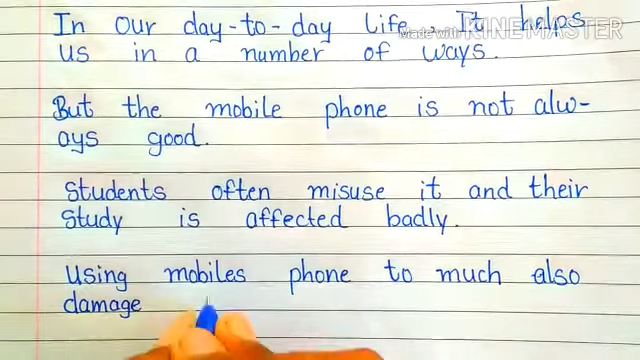 In our day-to-day life. It helps
Made with KINEMASTER
us in a number of ways.
But the mobile phone is not alw-
ays good.
Students often misuse it and their
study is affected badly.
Using mobiles phone to much also
damage